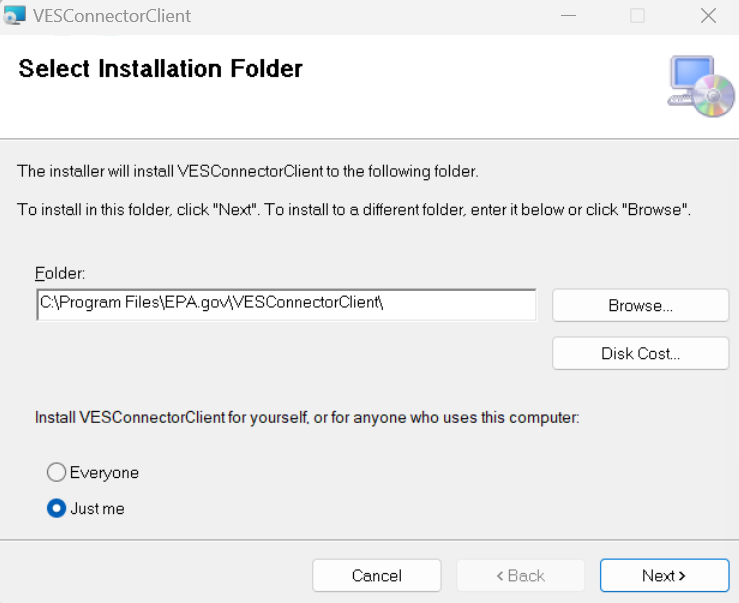 VESConnectorClient
Select Installation Folder
The installer will install VESConnectorClient to the following folder.
To install in this folder, click "Next". To install to a different folder, enter it below or click "Browse".
Folder:
C:\Program Files\EPA.gov\VESConnectorClient\
Browse...
Disk Cost...
Install VESConnectorClient for yourself, or for anyone who uses this computer:
Everyone
Just me
Cancel
< Back
Next >